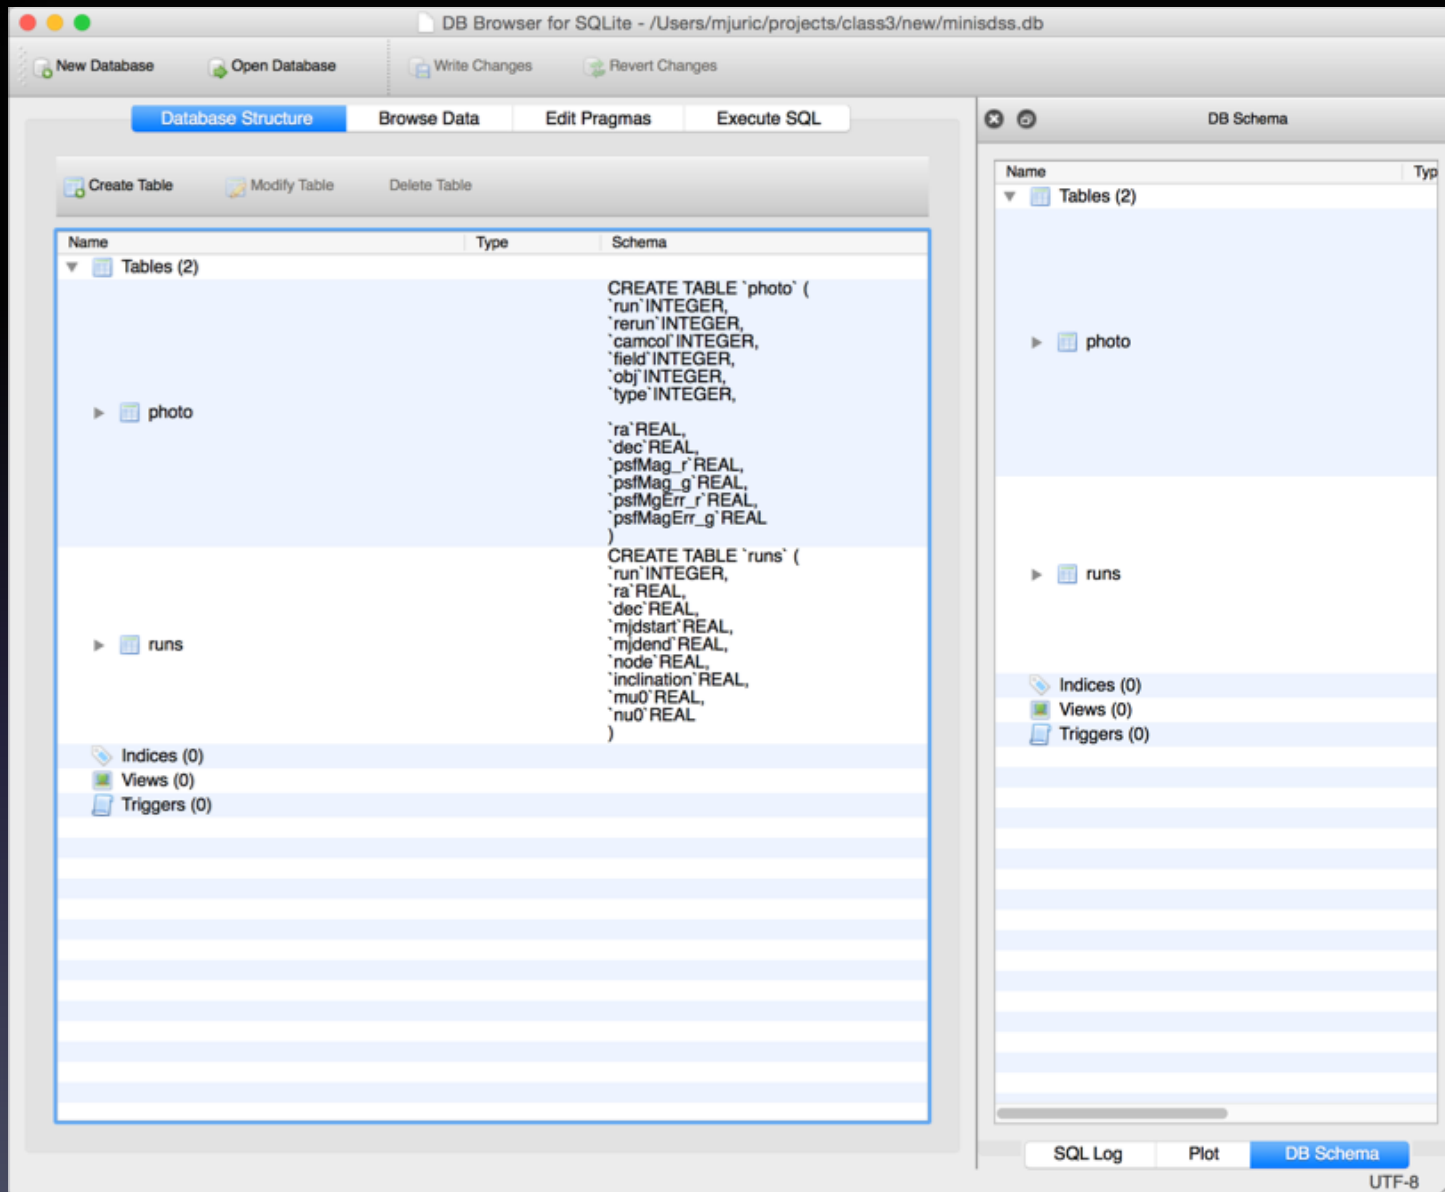 DB Browser for SQLite - /Users/mjuric/projects/class3/new/minisdss.db
New Database Open Database Write Changes Revert Changes
Database Structure Browse Data Edit Pragmas Execute SQL
Create Table Modify Table Delete Table
Name Type Schema
Tables (2)
photo
CREATE TABLE `photo` (
`run`INTEGER,
`rerun`INTEGER,
`camcol`INTEGER,
`field`INTEGER,
`obj`INTEGER,
`type`INTEGER,
`ra`REAL,
`dec`REAL,
`psfMag_r`REAL,
`psfMag_g`REAL,
`psfMgErr_r`REAL,
`psfMagErr_g`REAL
)
runs
CREATE TABLE `runs` (
`run`INTEGER,
`ra`REAL,
`dec`REAL,
`mjdstart`REAL,
`mjdend`REAL,
`node`REAL,
`inclination`REAL,
`mu0`REAL,
`nu0`REAL
)
Indices (0)
Views (0)
Triggers (0)
DB Schema
Name Typ
Tables (2)
photo
runs
Indices (0)
Views (0)
Triggers (0)
SQL Log Plot DB Schema
UTF-8